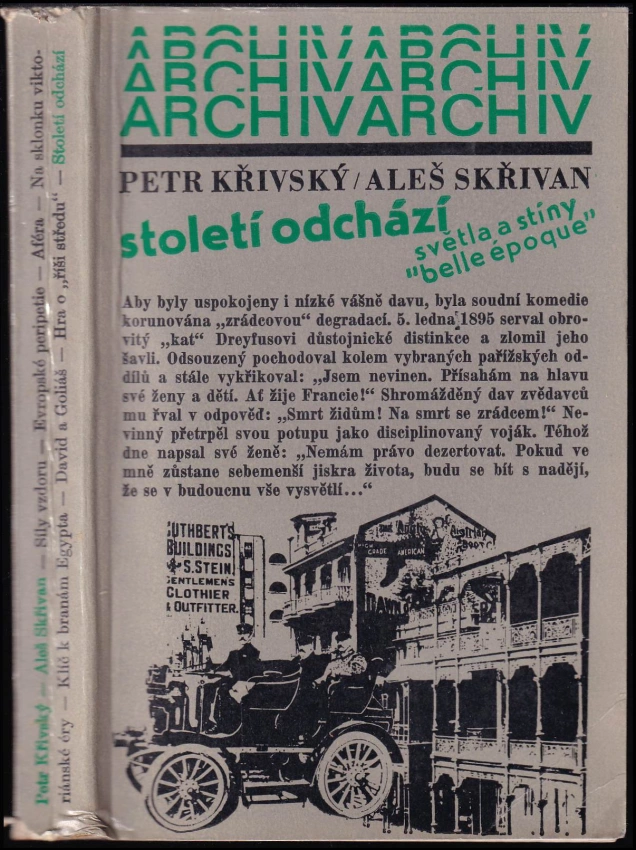 ARCHIVARCHIV
ARCHIVARCHIV
ARCHIVARCHIV
PETR KŘIVSKÝ/ALEŠ SKŘIVAN
století odchází
světla a stíny
"belle époque"
Aby byly uspokojeny i nízké vášně davu, byla soudní komedie
korunována „zrádcovou“ degradací. 5. ledna 1895 serval obro-
vitý „kat“ Dreyfusovi důstojnické distinkce a zlomil jeho
šavli. Odsouzený pochodoval kolem vybraných pařížských od-
dílů a stále vykřikoval: „Jsem nevinen. Přísahám na hlavu
své ženy a dětí. Ať žije Francie!“ Shromážděný dav zvědavců
mu řval v odpověď: „Smrt židům! Na smrt se zrádcem!“ Ne-
vinný přetrpěl svou potupu jako disciplinovaný voják. Téhož
dne napsal své ženě: „Nemám právo dezertovat. Pokud ve
mně zůstane sebemenší jiskra života, budu se bít s nadějí,
že se v budoucnu vše vysvětlí...“
CUTHBERT'S
BUILDINGS
S. STEIN.
GENTLEMEN'S
CLOTHIER
& OUTFITTER.
GRADE AMERICAN
Petr Křivský — Aleš Skřivan — Síly vzdoru — Evropské peripetie — Aféra — Na sklonku vikto-
riánské éry — Klíč k branám Egypta — David a Goliáš — Hra o „říši středu“ — Století odchází